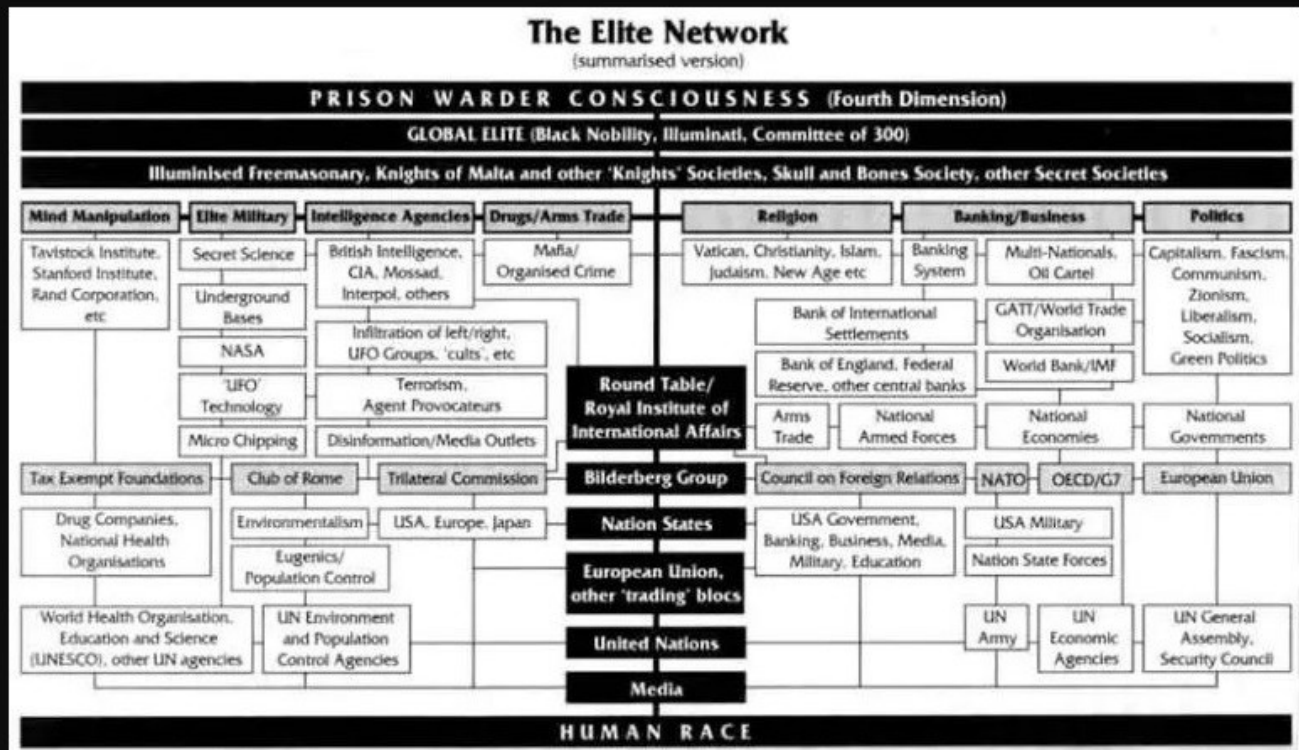 The Elite Network
(summarised version)
PRISON WARDER CONSCIOUSNESS (Fourth Dimension)
GLOBAL ELITE (Black Nobility, Illuminati, Committee of 300)
Illuminised Freemasonary, Knights of Malta and other 'Knights' Societies, Skull and Bones Society, other Secret Societies
Mind Manipulation
Tavistock Institute,
Stanford Institute,
Rand Corporation,
etc
Elite Military
Secret Science
Underground
Bases
NASA
'UFO'
Technology
Micro Chipping
Intelligence Agencies
British Intelligence,
CIA, Mossad,
Interpol, others
Infiltration of left/right,
UFO Groups, 'cults', etc
Terrorism,
Agent Provocateurs
Disinformation/Media Outlets
Drugs/Arms Trade
Mafia/
Organised Crime
Religion
Vatican, Christianity, Islam,
Judaism, New Age etc
Banking/Business
Banking
System
Multi-Nationals,
Oil Cartel
Bank of International
Settlements
GATT/World Trade
Organisation
Bank of England, Federal
Reserve, other central banks
World Bank/IMF
Arms
Trade
National
Armed Forces
National
Economies
Politics
Capitalism, Fascism,
Communism,
Zionism,
Liberalism,
Socialism,
Green Politics
National
Governments
Round Table/
Royal Institute of
International Affairs
Tax Exempt Foundations
Club of Rome
Trilateral Commission
Bilderberg Group
Council on Foreign Relations
NATO
OECD/G7
European Union
Drug Companies,
National Health
Organisations
Environmentalism
USA, Europe, Japan
Nation States
USA Government,
Banking, Business, Media,
Military, Education
USA Military
Eugenics/
Population Control
European Union,
other 'trading' blocs
Nation State Forces
World Health Organisation,
Education and Science
(UNESCO), other UN agencies
UN Environment
and Population
Control Agencies
United Nations
UN
Army
UN
Economic
Agencies
UN General
Assembly,
Security Council
Media
HUMAN RACE